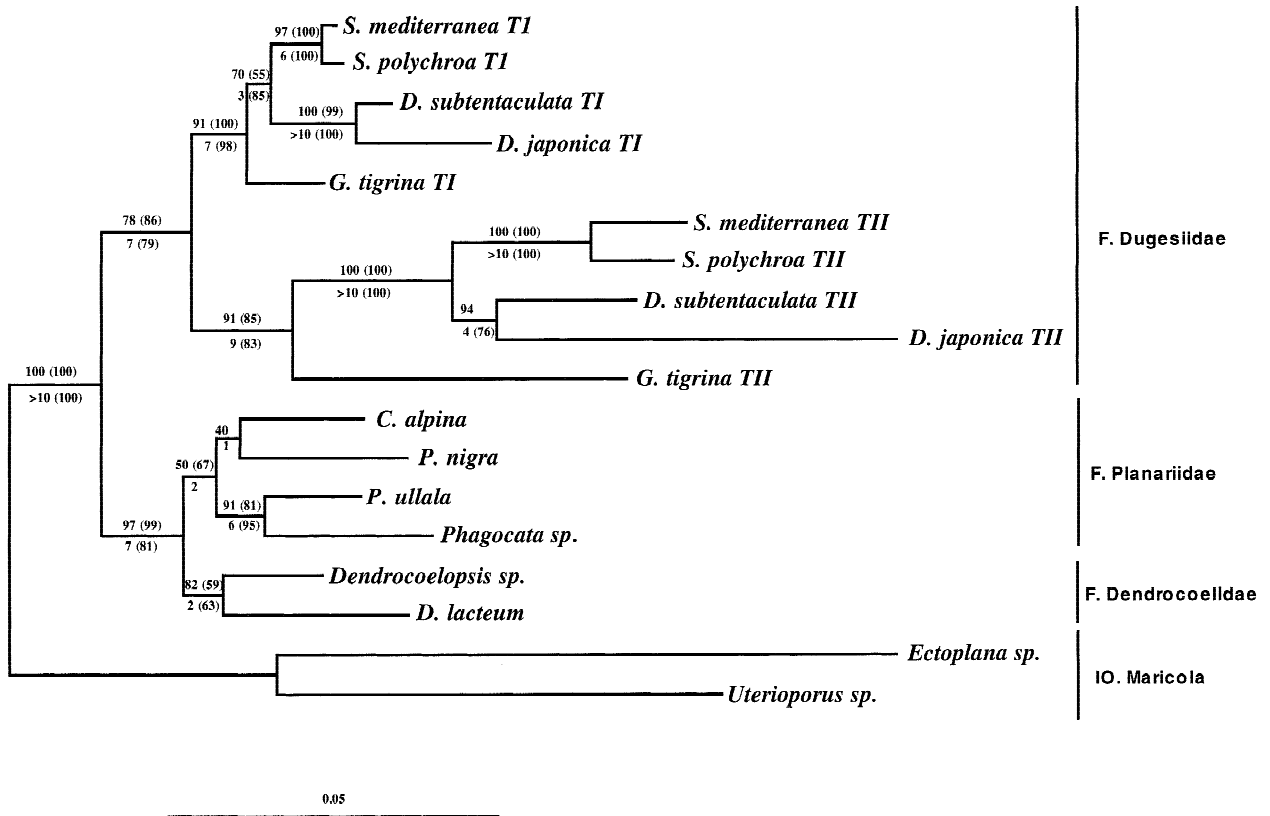 97 (100)
6 (100)
S. mediterranea T1
S. polychroa T1
70 (55)
3 (85)
100 (99)
>10 (100)
D. subtentaculata TI
D. japonica TI
91 (100)
7 (98)
G. tigrina TI
78 (86)
7 (79)
100 (100)
>10 (100)
S. mediterranea TII
S. polychroa TII
100 (100)
>10 (100)
94
4 (76)
D. subtentaculata TII
D. japonica TII
91 (85)
9 (83)
G. tigrina TII
F. Dugesiidae
100 (100)
>10 (100)
40
1
C. alpina
P. nigra
50 (67)
2
91 (81)
6 (95)
P. ullala
Phagocata sp.
F. Planariidae
97 (99)
7 (81)
82 (59)
2 (63)
Dendrocoelopsis sp.
D. lacteum
F. Dendrocoelidae
Ectoplana sp.
Uterioporus sp.
IO. Maricola
0.05